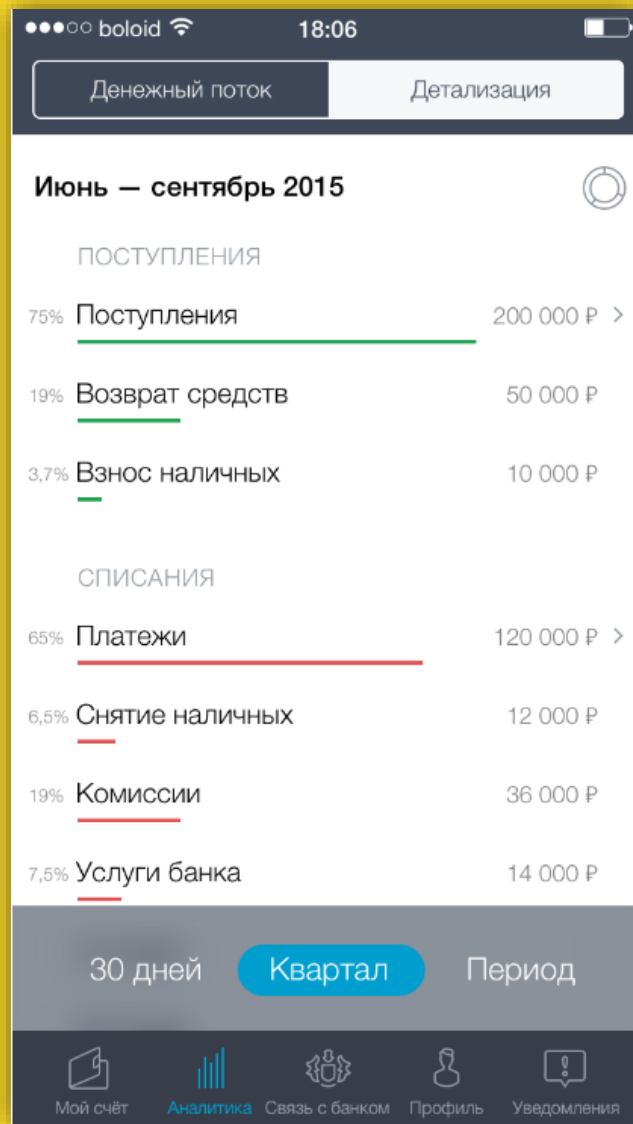 boloid 18:06
Денежный поток Детализация
Июнь — сентябрь 2015
ПОСТУПЛЕНИЯ
75% Поступления 200 000 ₽ >
19% Возврат средств 50 000 ₽
3,7% Взнос наличных 10 000 ₽
СПИСАНИЯ
65% Платежи 120 000 ₽ >
6,5% Снятие наличных 12 000 ₽
19% Комиссии 36 000 ₽
7,5% Услуги банка 14 000 ₽
30 дней Квартал Период
Мой счёт Аналитика Связь с банком Профиль Уведомления